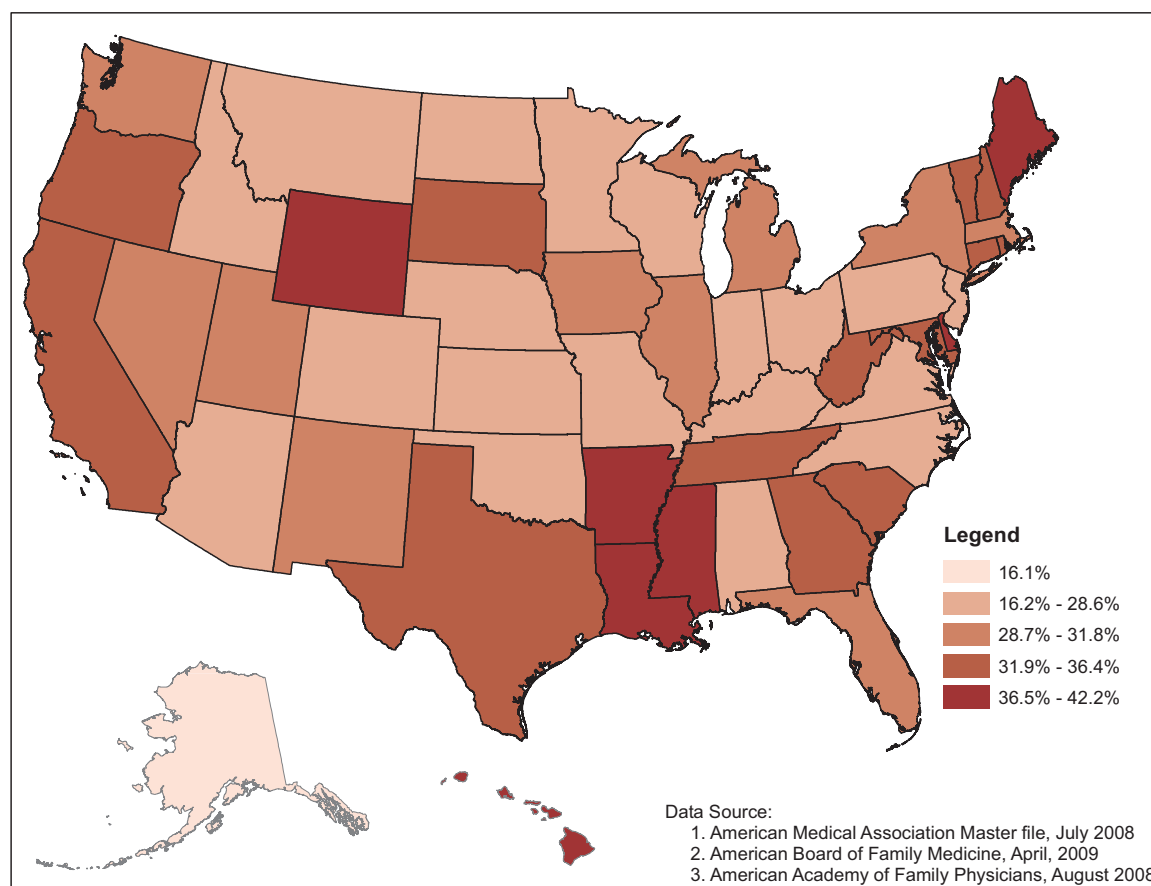 Legend
16.1%
16.2% - 28.6%
28.7% - 31.8%
31.9% - 36.4%
36.5% - 42.2%
Data Source:
1. American Medical Association Master file, July 2008
2. American Board of Family Medicine, April, 2009
3. American Academy of Family Physicians, August 2008